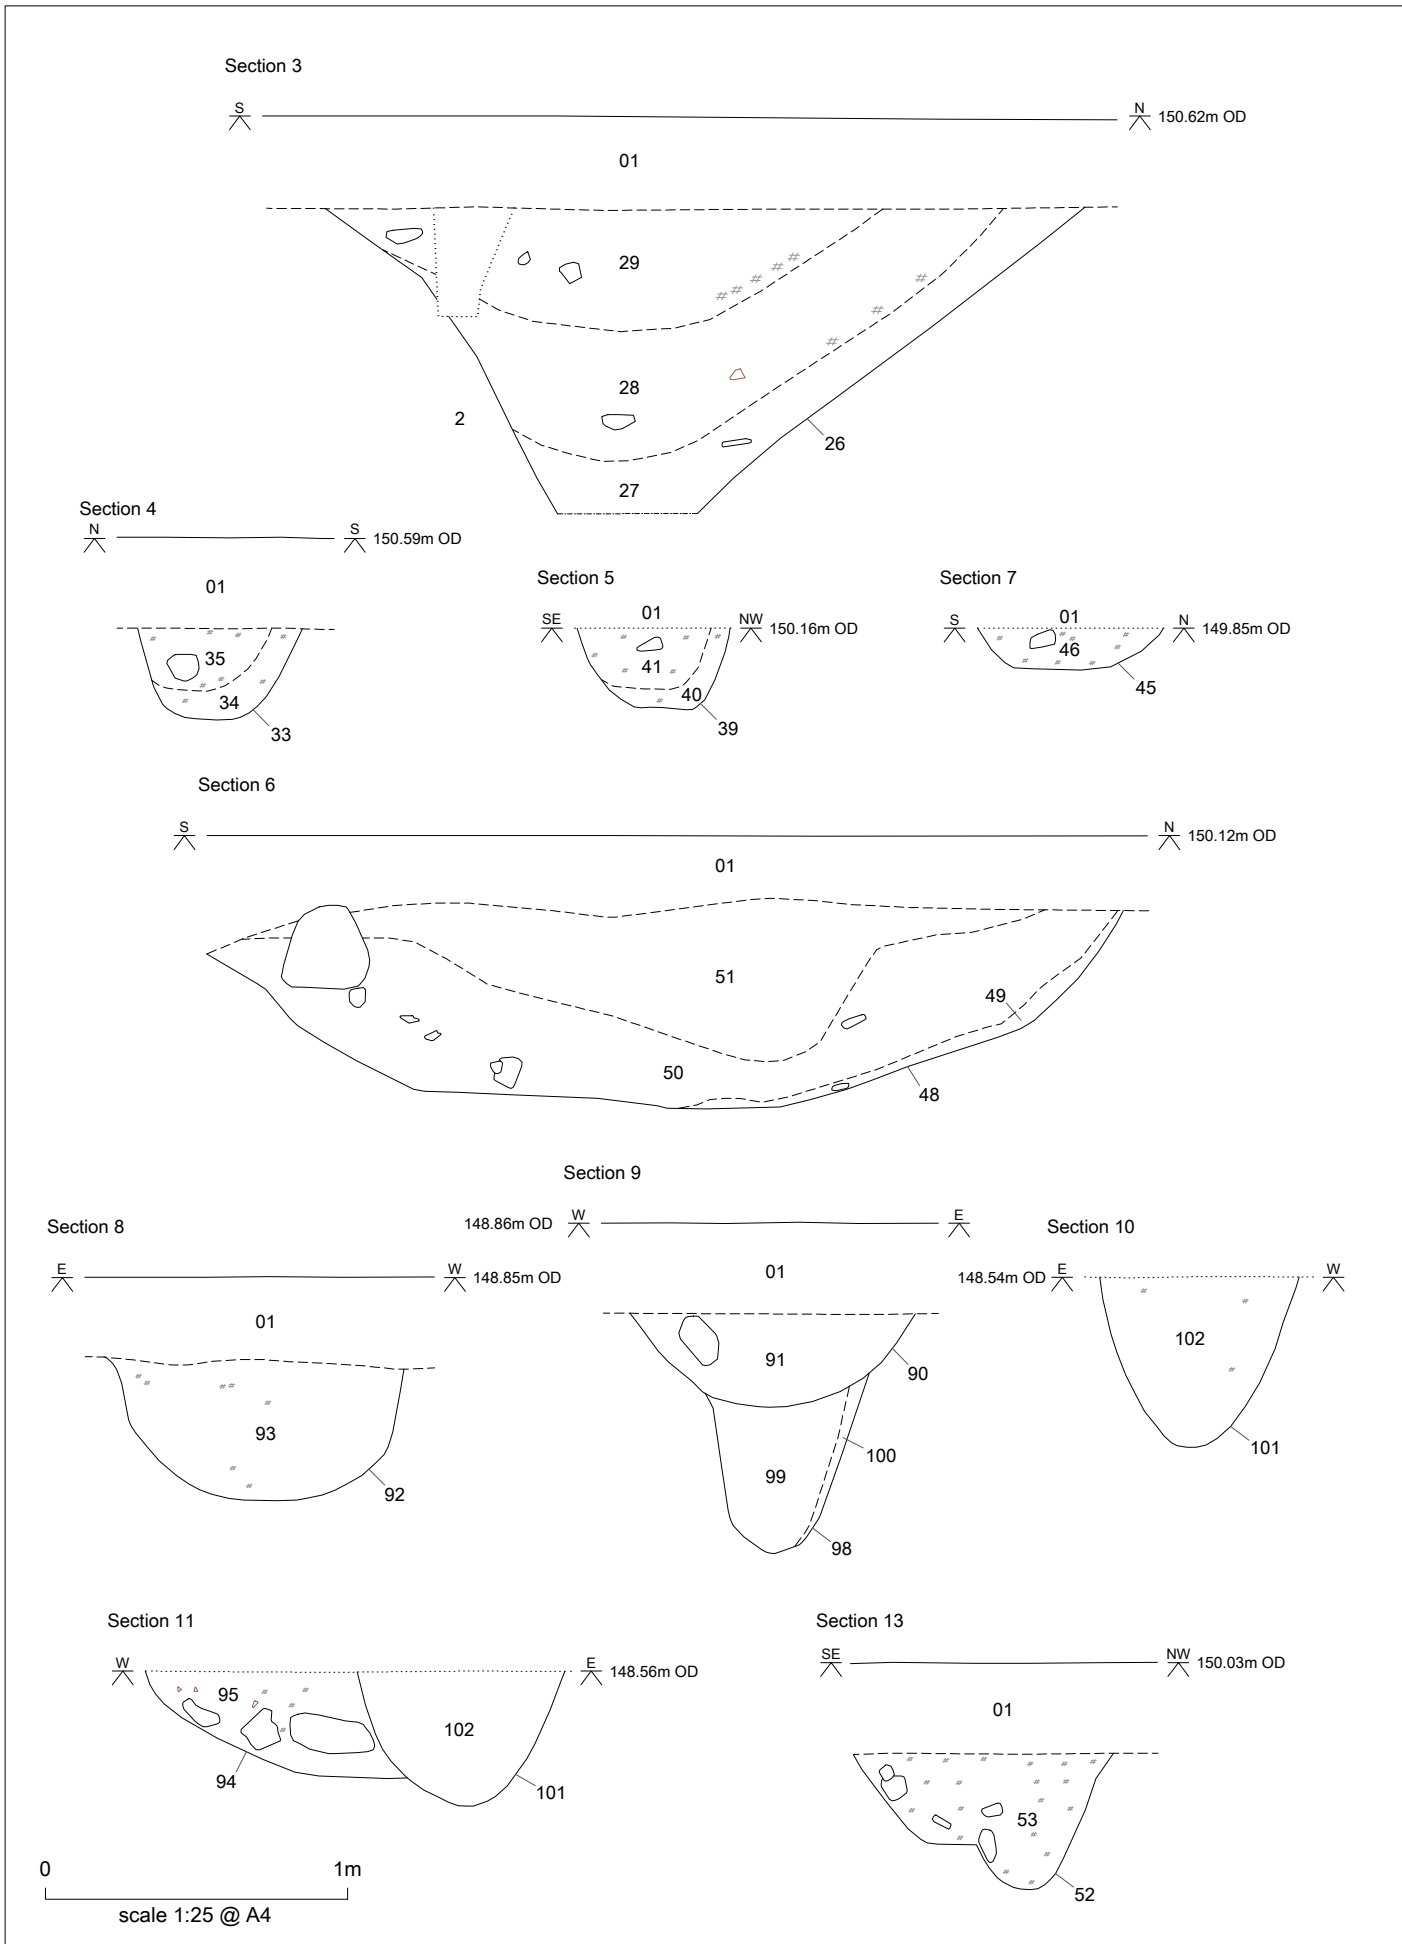 Section 3
S N 150.62m OD
01
29
28
2
26
27
Section 4
N S 150.59m OD
01
35
34
33
Section 5
SE 01 NW 150.16m OD
41
40
39
Section 7
S 01 N 149.85m OD
46
45
Section 6
S N 150.12m OD
01
51
49
50
48
Section 8
E W 148.85m OD
01
93
92
Section 9
148.86m OD W E
01
91
90
100
99
98
Section 10
148.54m OD E W
102
101
Section 11
W E 148.56m OD
95
102
94
101
Section 13
SE NW 150.03m OD
01
53
52
0 1m
scale 1:25 @ A4